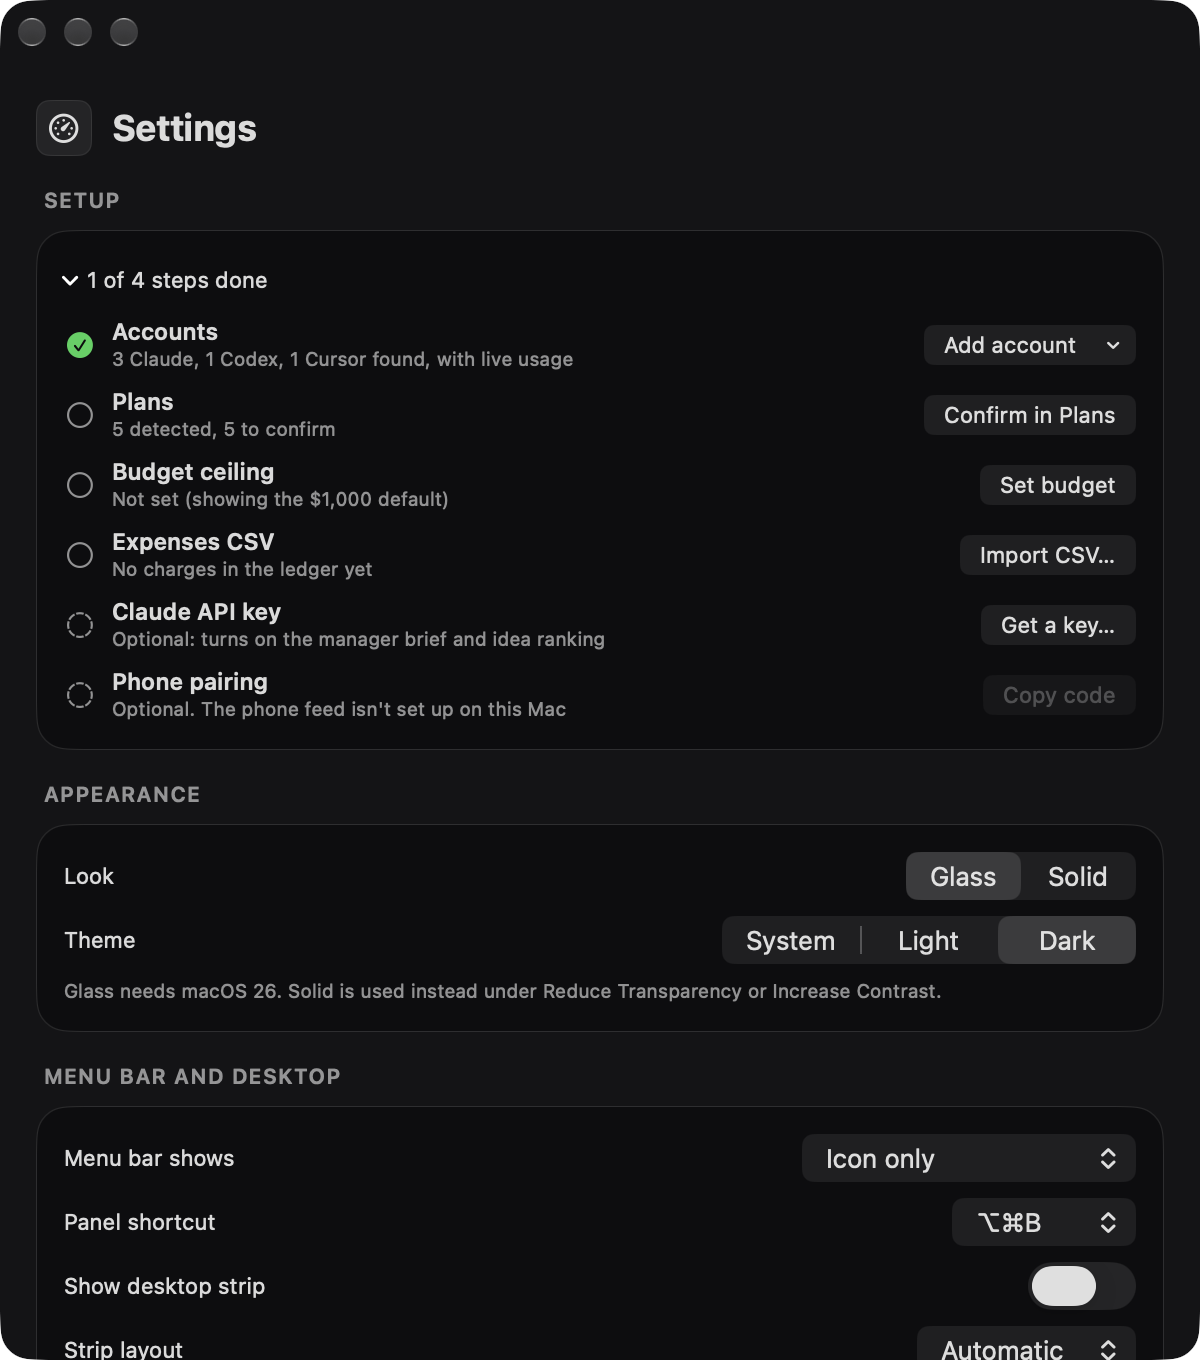 Settings
SETUP
1 of 4 steps done
Accounts
3 Claude, 1 Codex, 1 Cursor found, with live usage
Add account
Plans
5 detected, 5 to confirm
Confirm in Plans
Budget ceiling
Not set (showing the $1,000 default)
Set budget
Expenses CSV
No charges in the ledger yet
Import CSV...
Claude API key
Optional: turns on the manager brief and idea ranking
Get a key...
Phone pairing
Optional. The phone feed isn't set up on this Mac
Copy code
APPEARANCE
Look
Glass
Solid
Theme
System
Light
Dark
Glass needs macOS 26. Solid is used instead under Reduce Transparency or Increase Contrast.
MENU BAR AND DESKTOP
Menu bar shows
Icon only
Panel shortcut
⌥⌘B
Show desktop strip
Strip layout
Automatic